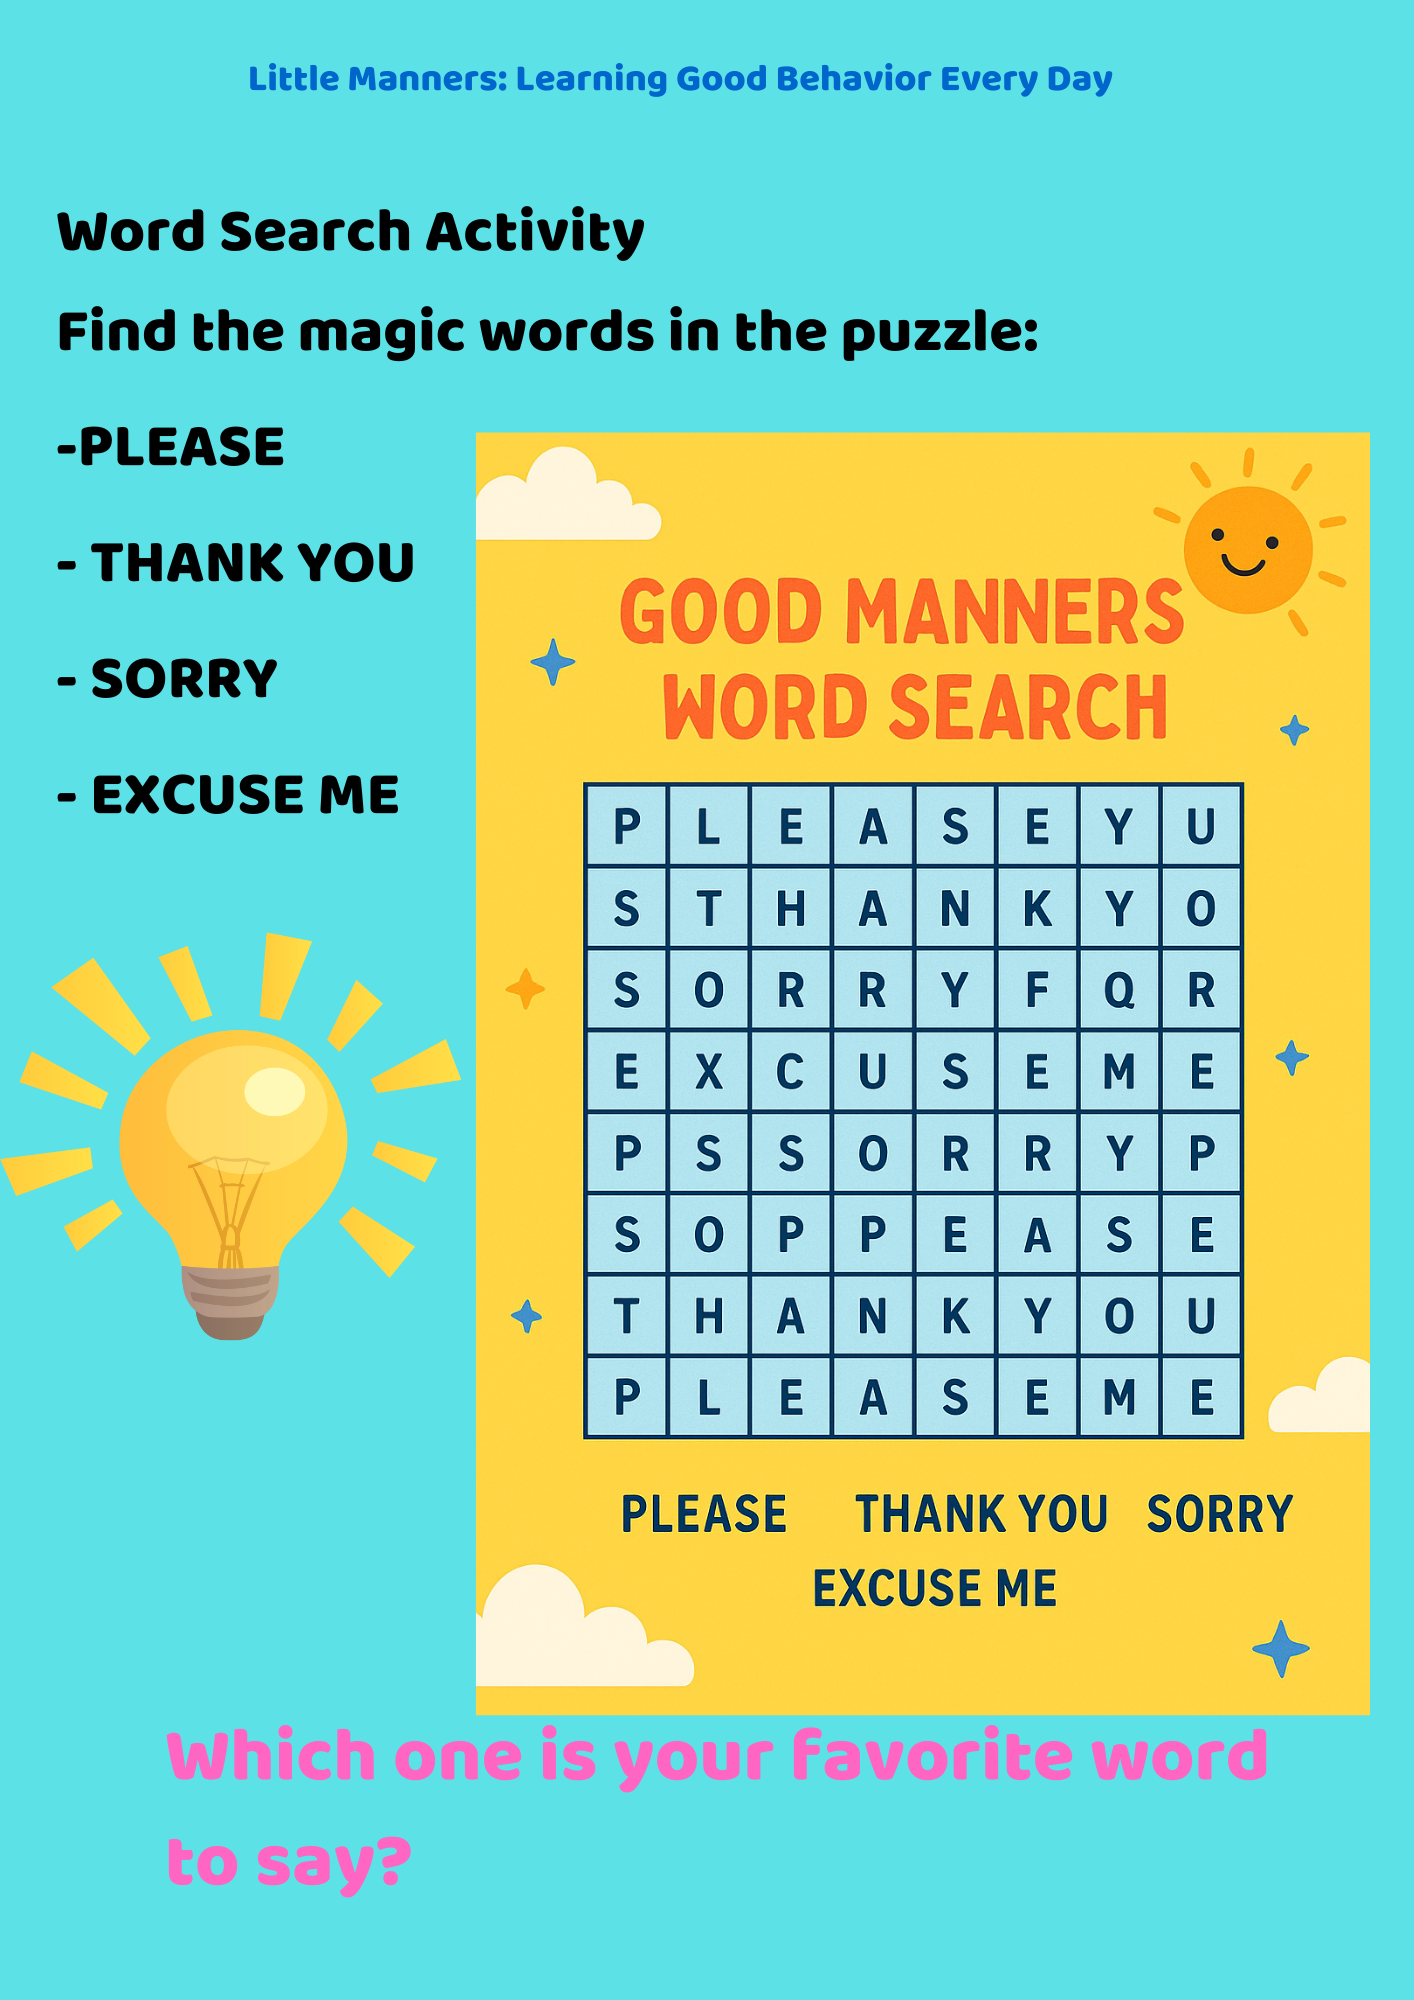 Little Manners: Learning Good Behavior Every Day
Word Search Activity
Find the magic words in the puzzle:
-PLEASE
- THANK YOU
- SORRY
- EXCUSE ME
GOOD MANNERS
WORD SEARCH
P L E A S E Y U
S T H A N K Y O
S O R R Y F Q R
E X C U S E M E
P S S O R R Y P
S O P P E A S E
T H A N K Y O U
P L E A S E M E
PLEASE THANK YOU SORRY
EXCUSE ME
Which one is your favorite word
to say?